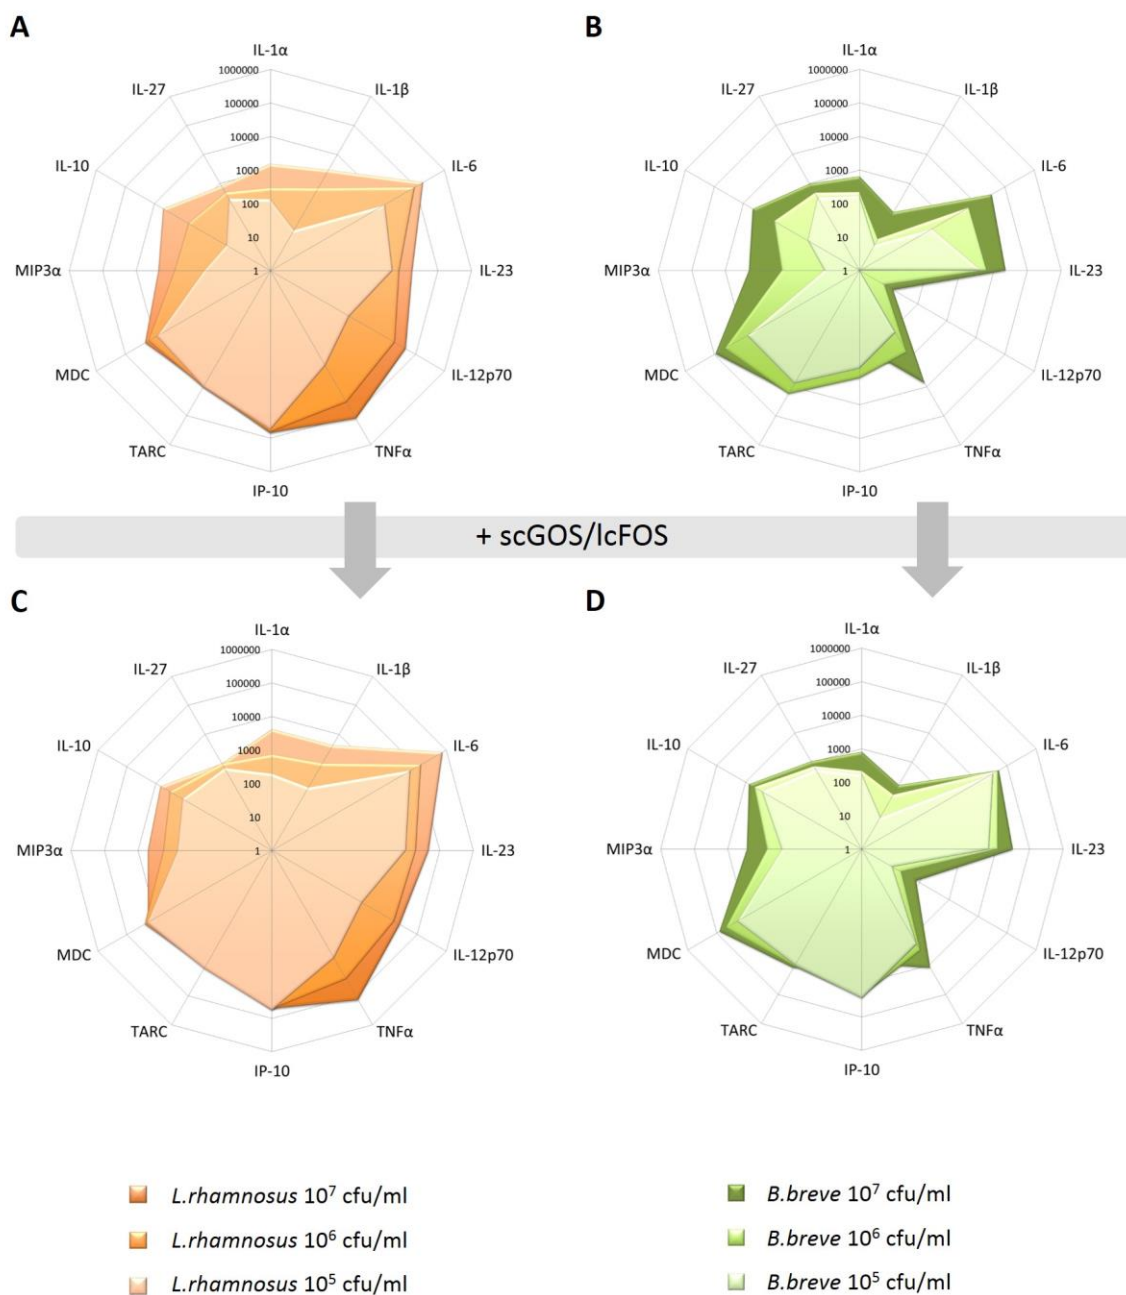 A
B
IL-1α
IL-1β
IL-6
IL-23
IL-12p70
TNFα
IP-10
TARC
MDC
MIP3α
IL-10
IL-27
1000000
100000
10000
1000
100
10
1
IL-1α
IL-1β
IL-6
IL-23
IL-12p70
TNFα
IP-10
TARC
MDC
MIP3α
IL-10
IL-27
1000000
100000
10000
1000
100
10
1
+ scGOS/lcFOS
C
D
IL-1α
IL-1β
IL-6
IL-23
IL-12p70
TNFα
IP-10
TARC
MDC
MIP3α
IL-10
IL-27
1000000
100000
10000
1000
100
10
1
IL-1α
IL-1β
IL-6
IL-23
IL-12p70
TNFα
IP-10
TARC
MDC
MIP3α
IL-10
IL-27
1000000
100000
10000
1000
100
10
1
L.rhamnosus 10⁷ cfu/ml
L.rhamnosus 10⁶ cfu/ml
L.rhamnosus 10⁵ cfu/ml
B.breve 10⁷ cfu/ml
B.breve 10⁶ cfu/ml
B.breve 10⁵ cfu/ml